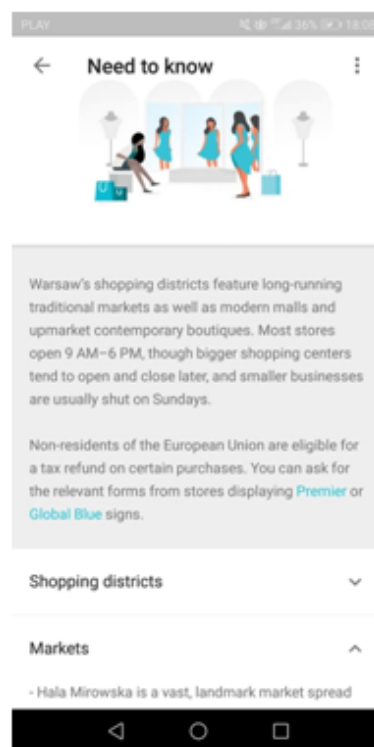 PLAY 36% 18:08
Need to know
Warsaw's shopping districts feature long-running
traditional markets as well as modern malls and
upmarket contemporary boutiques. Most stores
open 9 AM–6 PM, though bigger shopping centers
tend to open and close later, and smaller businesses
are usually shut on Sundays.
Non-residents of the European Union are eligible for
a tax refund on certain purchases. You can ask for
the relevant forms from stores displaying Premier or
Global Blue signs.
Shopping districts
Markets
- Hala Mirowska is a vast, landmark market spread